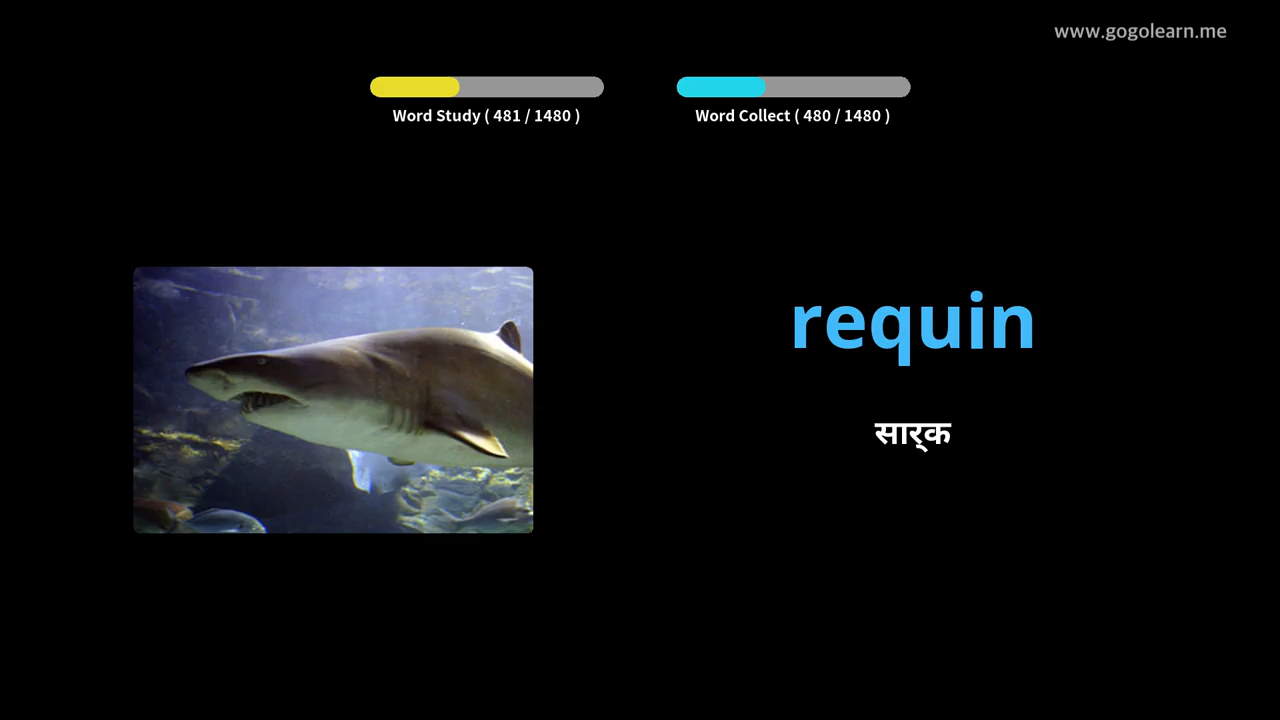 www.gogolearn.me
Word Study ( 481 / 1480 )
Word Collect ( 480 / 1480 )
requin
सार्‌क